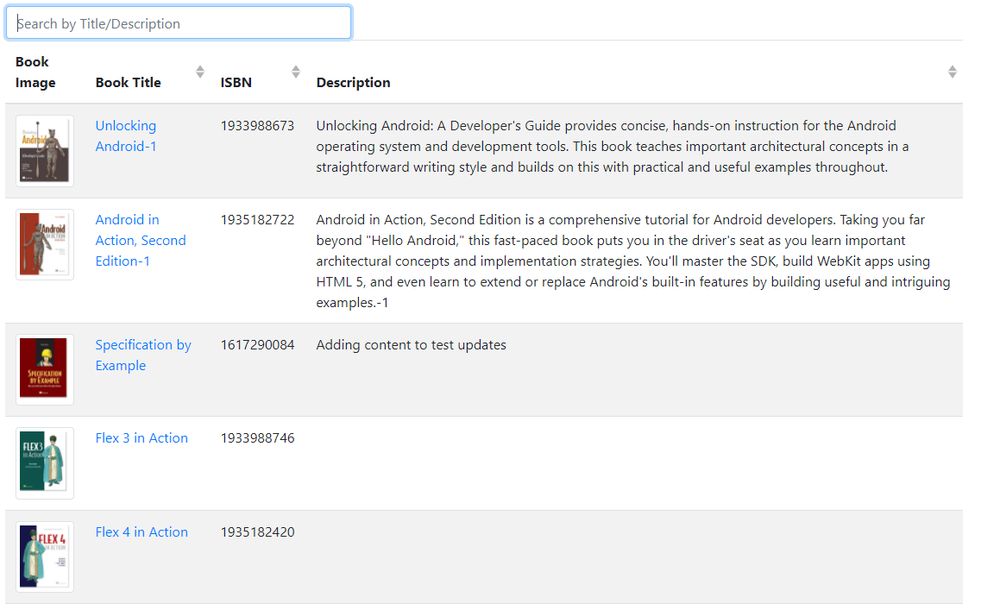 Search by Title/Description
Book
Image
Book Title
ISBN
Description
Unlocking
Android-1
1933988673
Unlocking Android: A Developer's Guide provides concise, hands-on instruction for the Android
operating system and development tools. This book teaches important architectural concepts in a
straightforward writing style and builds on this with practical and useful examples throughout.
Android
Android in
Action, Second
Edition-1
1935182722
Android in Action, Second Edition is a comprehensive tutorial for Android developers. Taking you far
beyond "Hello Android," this fast-paced book puts you in the driver's seat as you learn important
architectural concepts and implementation strategies. You'll master the SDK, build WebKit apps using
HTML 5, and even learn to extend or replace Android's built-in features by building useful and intriguing
examples.-1
Android
IN ACTION
Specification by
Example
1617290084
Adding content to test updates
SPECIFICATION
BY EXAMPLE
Flex 3 in Action
1933988746
FLEX 3
in Action
Flex 4 in Action
1935182420
FLEX 4
IN ACTION